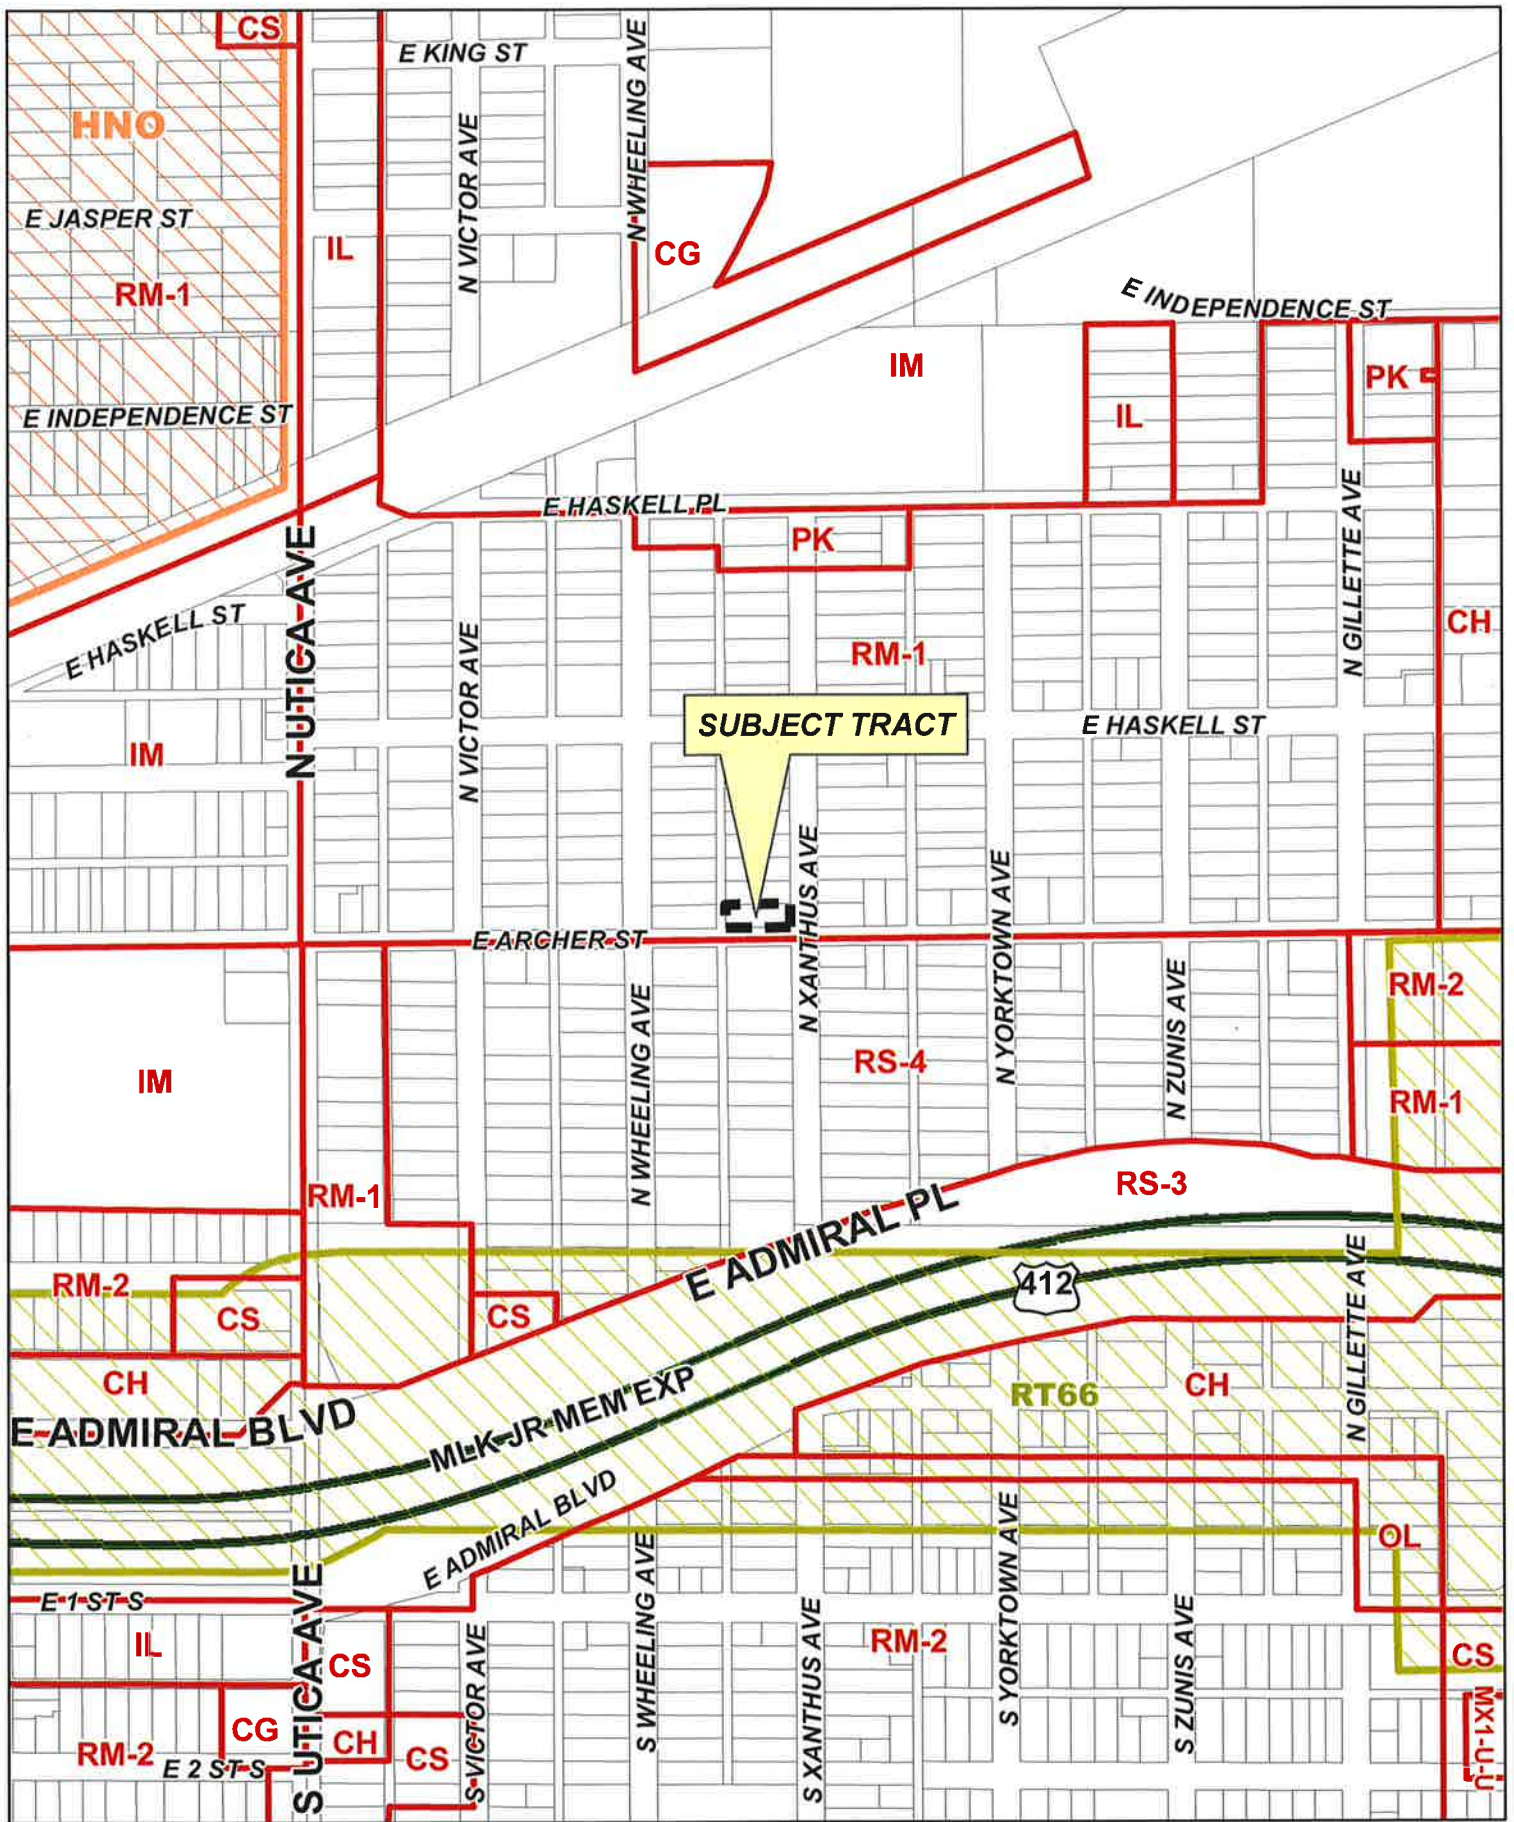 CS
E KING ST
N WHEELING AVE
HNO
N VICTOR AVE
E JASPER ST
IL
CG
RM-1
E INDEPENDENCE ST
IM
PK
IL
E INDEPENDENCE ST
E HASKELL PL
PK
N GILLETTE AVE
N UTICA AVE
E HASKELL ST
CH
RM-1
N VICTOR AVE
SUBJECT TRACT
E HASKELL ST
IM
N XANTHUS AVE
N YORKTOWN AVE
E ARCHER ST
RM-2
N ZUNIS AVE
N WHEELING AVE
RS-4
IM
RM-1
RS-3
RM-1
E ADMIRAL PL
RM-2
412
N GILLETTE AVE
CS
CS
CH
CH
RT66
E ADMIRAL BLVD
MLK JR MEM EXP
E ADMIRAL BLVD
OL
S UTICA AVE
S WHEELING AVE
S YORKTOWN AVE
E 1 ST S
S XANTHUS AVE
S ZUNIS AVE
IL
RM-2
CS
CS
S VICTOR AVE
CG
CH
MX1-U-U
RM-2
E 2 ST S
CS